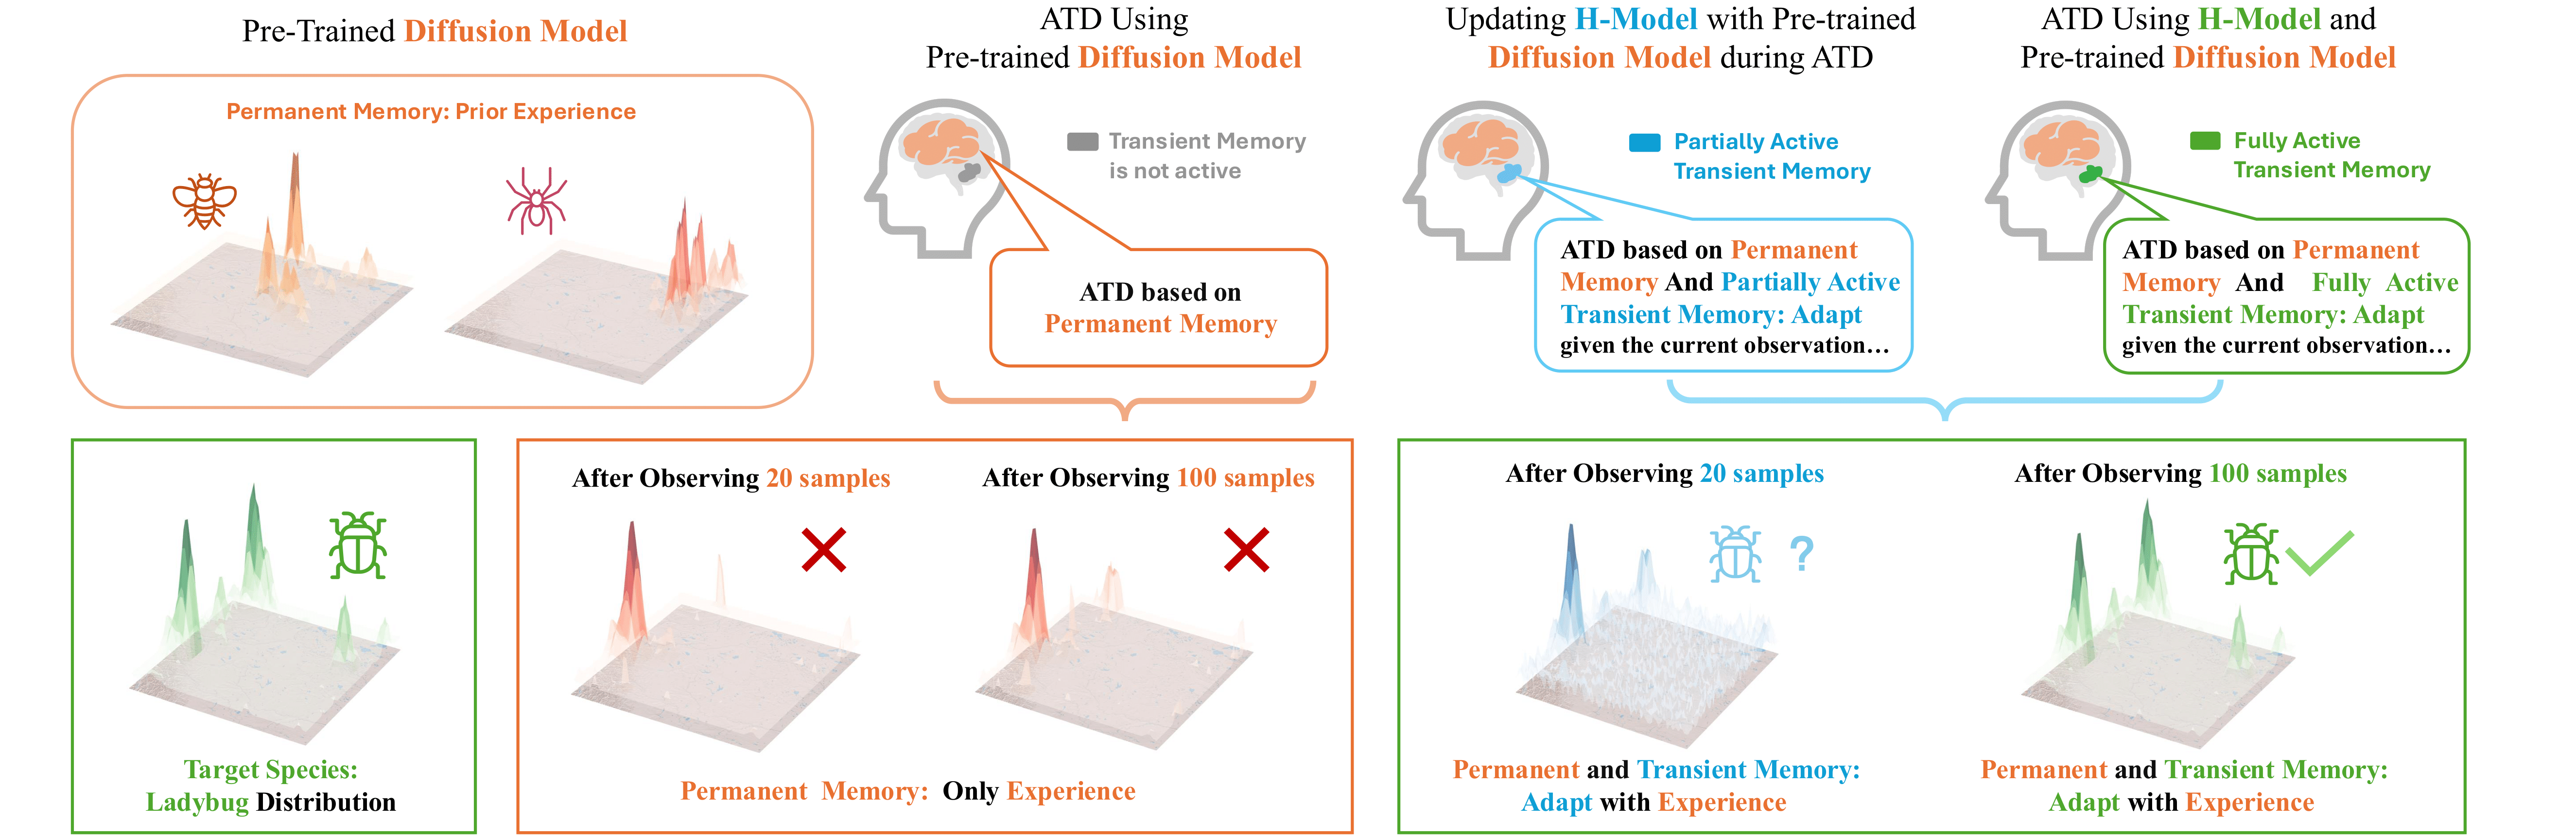 Pre-Trained Diffusion Model
Permanent Memory: Prior Experience
ATD Using
Pre-trained Diffusion Model
Transient Memory
is not active
ATD based on
Permanent Memory
Updating H-Model with Pre-trained
Diffusion Model during ATD
Partially Active
Transient Memory
ATD based on Permanent
Memory And Partially Active
Transient Memory: Adapt
given the current observation...
ATD Using H-Model and
Pre-trained Diffusion Model
Fully Active
Transient Memory
ATD based on Permanent
Memory And Fully Active
Transient Memory: Adapt
given the current observation...
Target Species:
Ladybug Distribution
After Observing 20 samples
After Observing 100 samples
Permanent Memory: Only Experience
After Observing 20 samples
?
After Observing 100 samples
Permanent and Transient Memory:
Adapt with Experience
Permanent and Transient Memory:
Adapt with Experience